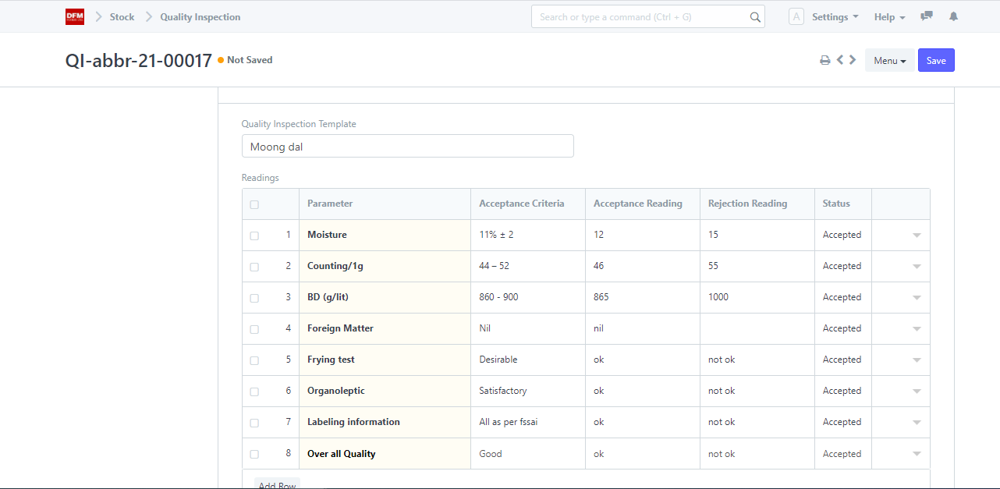 DFM Stock Quality Inspection Search or type a command (Ctrl + G) A Settings Help
QI-abbr-21-00017 Not Saved Menu Save
Quality Inspection Template
Moong dal
Readings
Parameter Acceptance Criteria Acceptance Reading Rejection Reading Status
1 Moisture 11% ± 2 12 15 Accepted
2 Counting/1g 44 – 52 46 55 Accepted
3 BD (g/lit) 860 - 900 865 1000 Accepted
4 Foreign Matter Nil nil Accepted
5 Frying test Desirable ok not ok Accepted
6 Organoleptic Satisfactory ok not ok Accepted
7 Labeling information All as per fssai ok not ok Accepted
8 Over all Quality Good ok not ok Accepted
Add Row